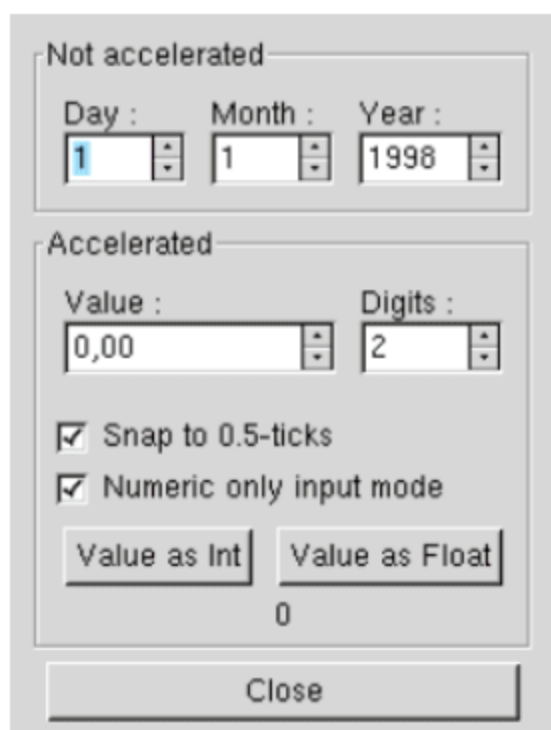 Not accelerated
Day : Month : Year :
1 1 1998
Accelerated
Value : Digits :
0,00 2
Snap to 0.5-ticks
Numeric only input mode
Value as Int Value as Float
0
Close